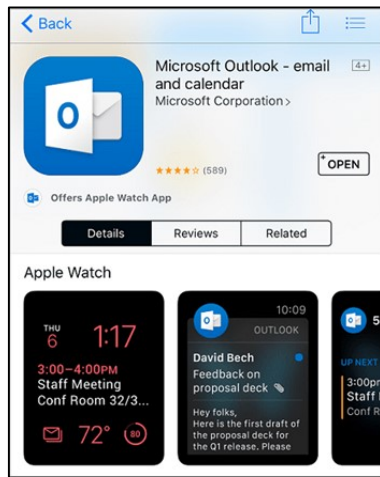 Back
Microsoft Outlook - email
and calendar
4+
Microsoft Corporation >
★★★★☆ (589)
+OPEN
Offers Apple Watch App
Details
Reviews
Related
Apple Watch
THU
6
1:17
3:00–4:00PM
Staff Meeting
Conf Room 32/3...
72°
80
10:09
OUTLOOK
David Bech
Feedback on
proposal deck
Hey folks,
Here is the first draft of
the proposal deck for
the Q1 release. Please
5
UP NEXT
3:00p
Staff
Conf R